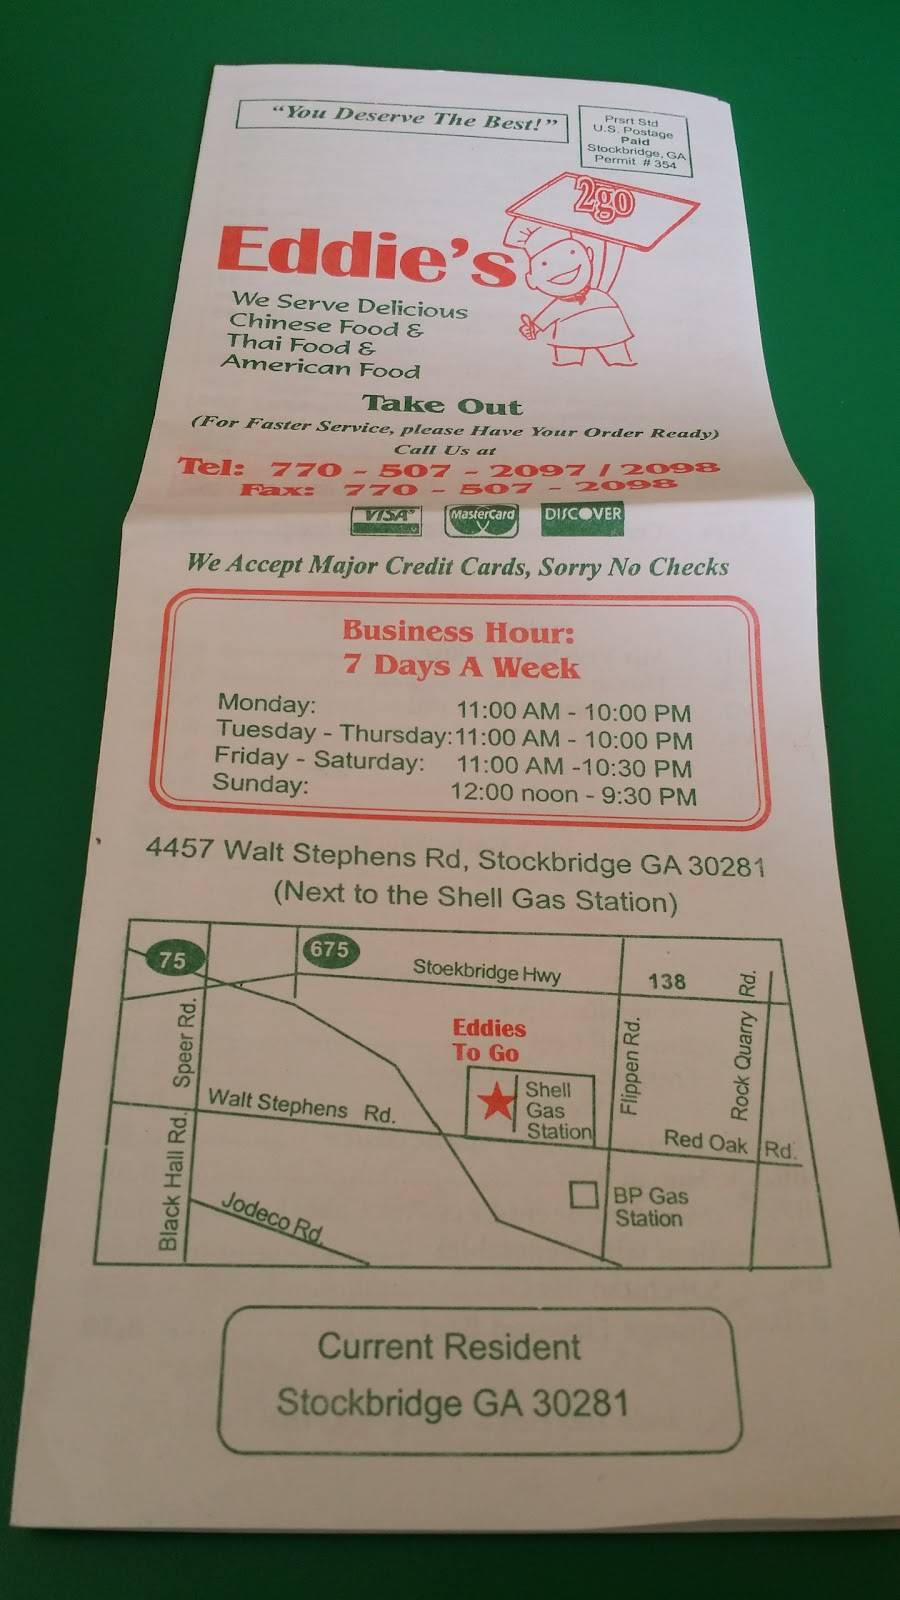 "You Deserve The Best!"
Prsrt Std
U.S. Postage
Paid
Stockbridge, GA
Permit # 354
2go
Eddie's
We Serve Delicious
Chinese Food &
Thai Food &
American Food
Take Out
(For Faster Service, please Have Your Order Ready)
Call Us at
Tel: 770 - 507 - 2097 / 2098
Fax: 770 - 507 - 2098
VISA
MasterCard
DISCOVER
We Accept Major Credit Cards, Sorry No Checks
Business Hour:
7 Days A Week
Monday: 11:00 AM - 10:00 PM
Tuesday - Thursday: 11:00 AM - 10:00 PM
Friday - Saturday: 11:00 AM -10:30 PM
Sunday: 12:00 noon - 9:30 PM
4457 Walt Stephens Rd, Stockbridge GA 30281
(Next to the Shell Gas Station)
75
675
Stoekbridge Hwy
138
Speer Rd.
Eddies
To Go
Shell
Gas
Station
Flippen Rd.
Rock Quarry Rd.
Walt Stephens Rd.
Red Oak Rd.
Black Hall Rd.
Jodeco Rd.
BP Gas
Station
Current Resident
Stockbridge GA 30281